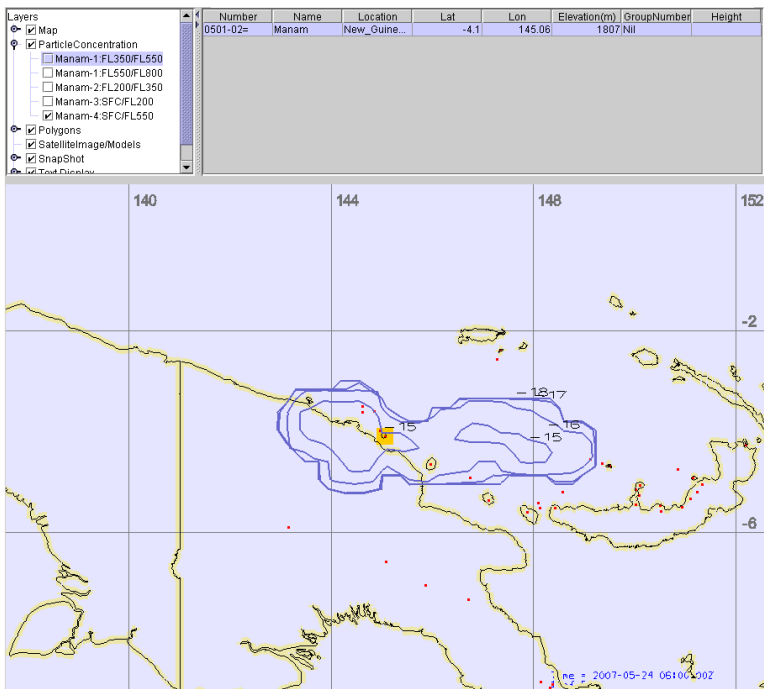 Layers
Map
ParticleConcentration
Manam-1:FL350/FL550
Manam-1:FL550/FL800
Manam-2:FL200/FL350
Manam-3:SFC/FL200
Manam-4:SFC/FL550
Polygons
SatelliteImage/Models
SnapShot
Text Display
Number Name Location Lat Lon Elevation(m) GroupNumber Height
0501-02= Manam New_Guine... -4.1 145.06 1807 Nil
140 144 148 152
-2
-18 -17
-15 -16
-15
-6
me = 2007-05-24 06:00:00Z